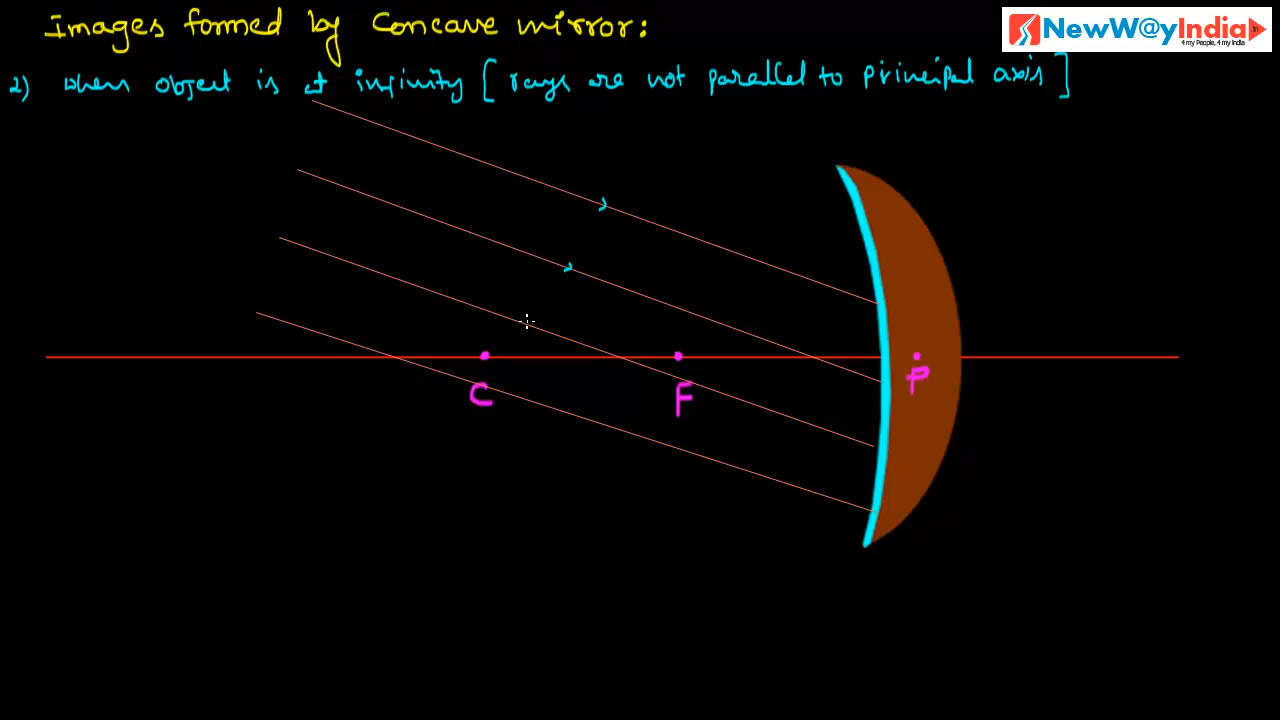 Images formed by Concave mirror:
NewW@yIndia.in
4 my People, 4 my India
2) when object is at infinity [ rays are not parallel to principal axis ]
C
F
P